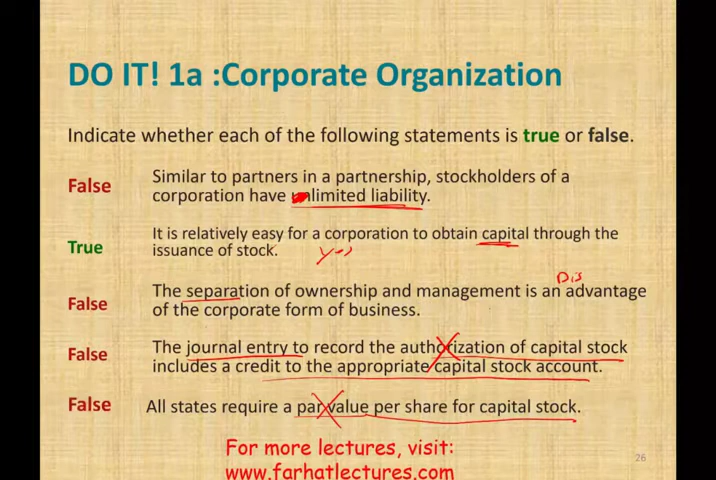 DO IT! 1a :Corporate Organization
Indicate whether each of the following statements is true or false.
False
Similar to partners in a partnership, stockholders of a
corporation have unlimited liability.
True
It is relatively easy for a corporation to obtain capital through the
issuance of stock.
yes
Dis
False
The separation of ownership and management is an advantage
of the corporate form of business.
False
The journal entry to record the authorization of capital stock
includes a credit to the appropriate capital stock account.
False
All states require a par value per share for capital stock.
For more lectures, visit:
www.farhatlectures.com
26